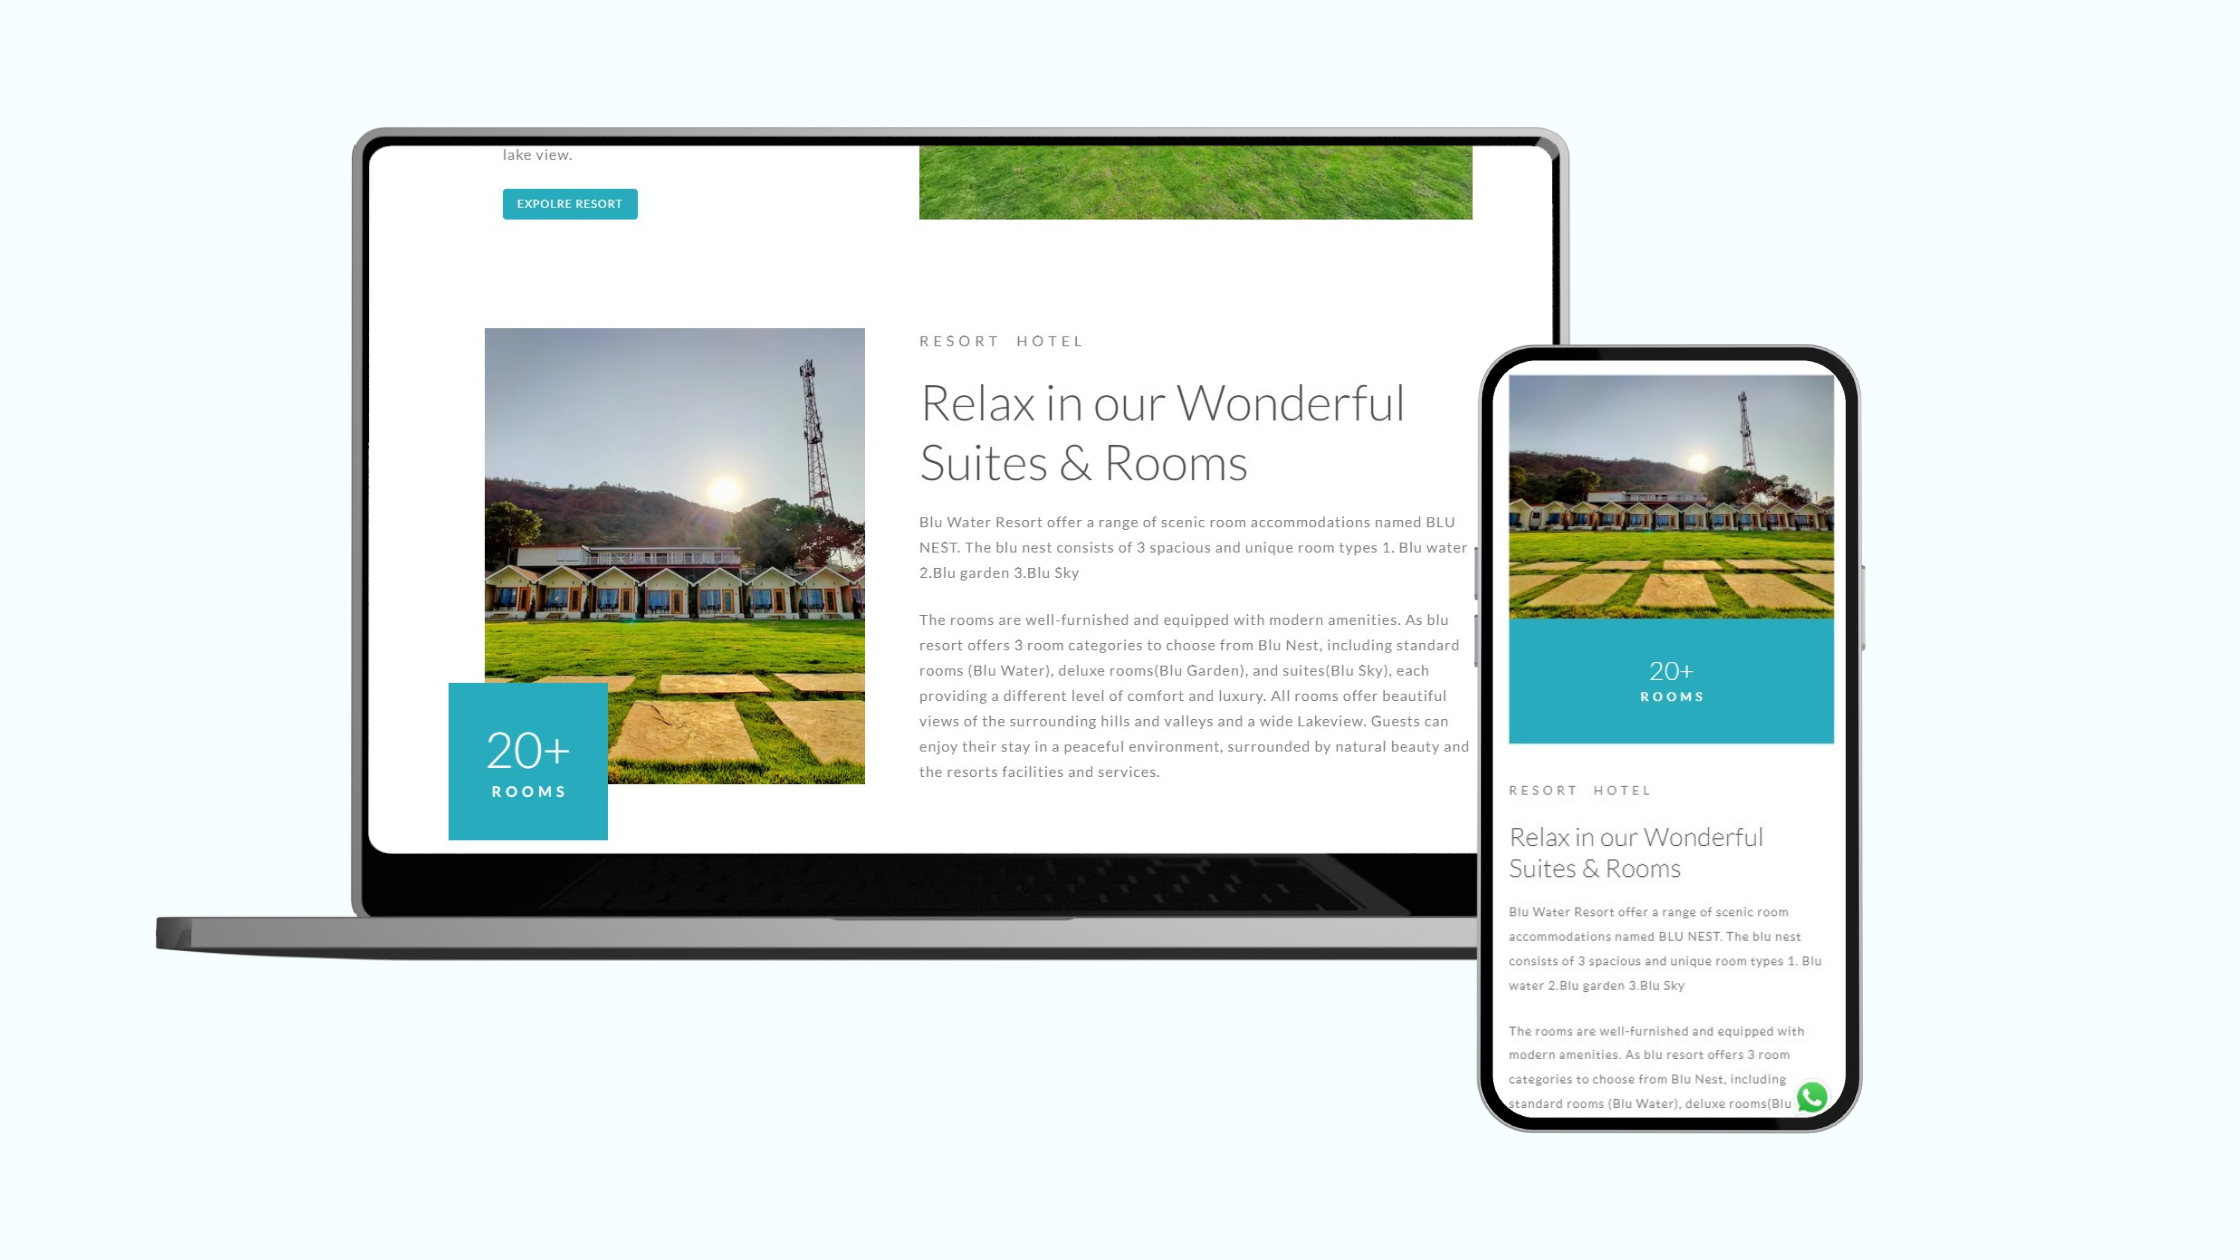 lake view.
EXPOLRE RESORT
RESORT HOTEL
Relax in our Wonderful
Suites & Rooms
Blu Water Resort offer a range of scenic room accommodations named BLU
NEST. The blu nest consists of 3 spacious and unique room types 1. Blu water
2.Blu garden 3.Blu Sky
The rooms are well-furnished and equipped with modern amenities. As blu
resort offers 3 room categories to choose from Blu Nest, including standard
rooms (Blu Water), deluxe rooms(Blu Garden), and suites(Blu Sky), each
providing a different level of comfort and luxury. All rooms offer beautiful
views of the surrounding hills and valleys and a wide Lakeview. Guests can
enjoy their stay in a peaceful environment, surrounded by natural beauty and
the resorts facilities and services.
20+
ROOMS
20+
ROOMS
RESORT HOTEL
Relax in our Wonderful
Suites & Rooms
Blu Water Resort offer a range of scenic room
accommodations named BLU NEST. The blu nest
consists of 3 spacious and unique room types 1. Blu
water 2.Blu garden 3.Blu Sky
The rooms are well-furnished and equipped with
modern amenities. As blu resort offers 3 room
categories to choose from Blu Nest, including
standard rooms (Blu Water), deluxe rooms(Blu